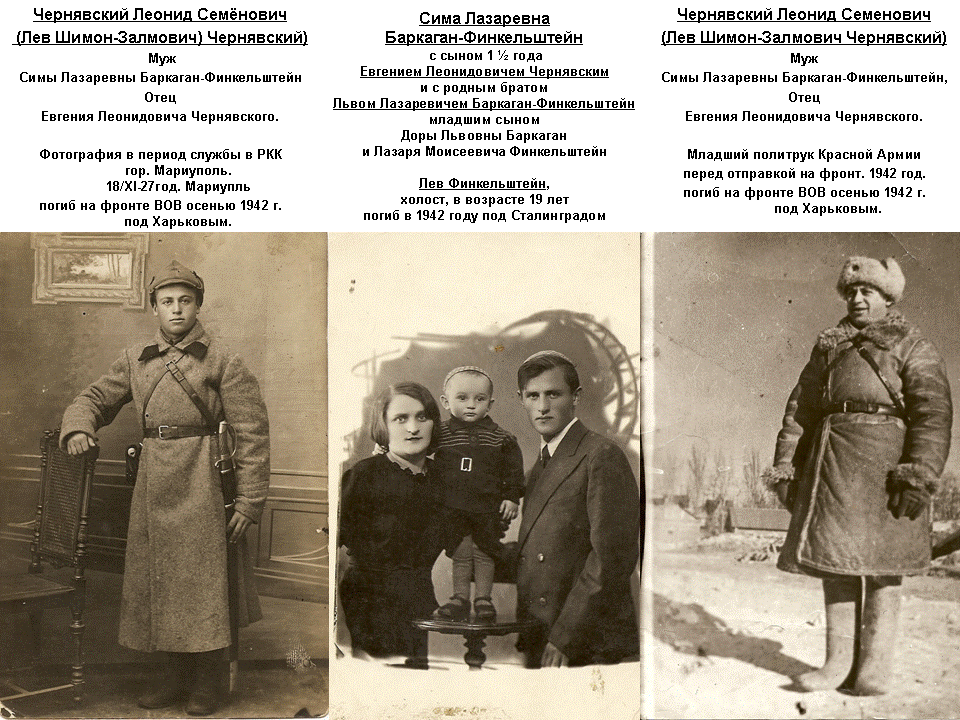 Чернявский Леонид Семёнович
(Лев Шимон-Залмович) Чернявский)
Муж
Симы Лазаревны Баркаган-Финкельштейн
Отец
Евгения Леонидовича Чернявского.
Фотография в период службы в РКК
гор. Мариуполь.
18/XI-27год. Мариупль
погиб на фронте ВОВ осенью 1942 г.
под Харьковым.
Сима Лазаревна
Баркаган-Финкельштейн
с сыном 1 ½ года
Евгением Леонидовичем Чернявским
и с родным братом
Львом Лазаревичем Баркаган-Финкельштейн
младшим сыном
Доры Львовны Баркаган
и Лазаря Моисеевича Финкельштейн
Лев Финкельштейн,
холост, в возрасте 19 лет
погиб в 1942 году под Сталинградом
Чернявский Леонид Семенович
(Лев Шимон-Залмович Чернявский)
Муж
Симы Лазаревны Баркаган-Финкельштейн,
Отец
Евгения Леонидовича Чернявского.
Младший политрук Красной Армии
перед отправкой на фронт. 1942 год.
погиб на фронте ВОВ осенью 1942 г.
под Харьковым.